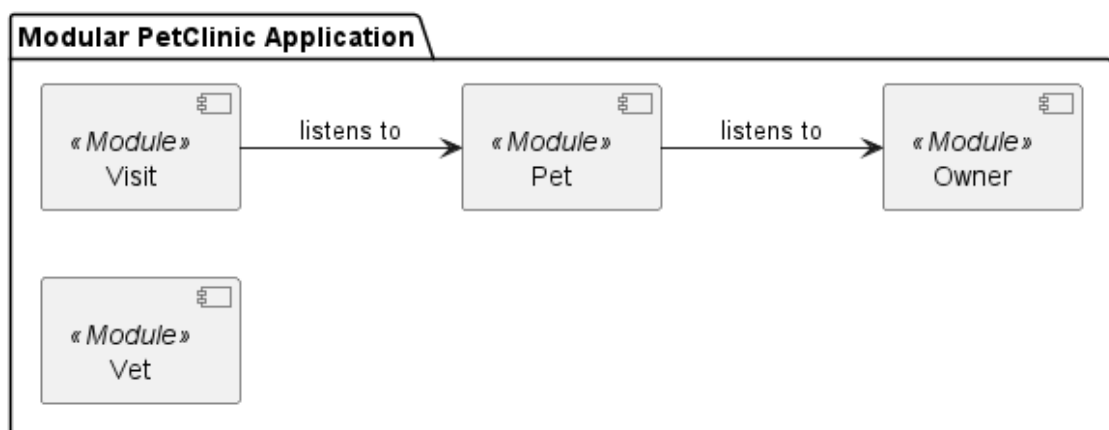 Modular PetClinic Application
«Module»
Visit
listens to
«Module»
Pet
listens to
«Module»
Owner
«Module»
Vet